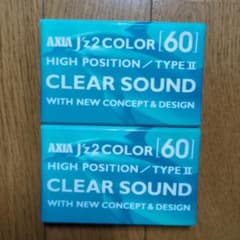 AXIA J'z2 COLOR [60]
HIGH POSITION/TYPE II
CLEAR SOUND
WITH NEW CONCEPT & DESIGN
AXIA J'z2 COLOR [60]
HIGH POSITION/TYPE II
CLEAR SOUND
WITH NEW CONCEPT & DESIGN